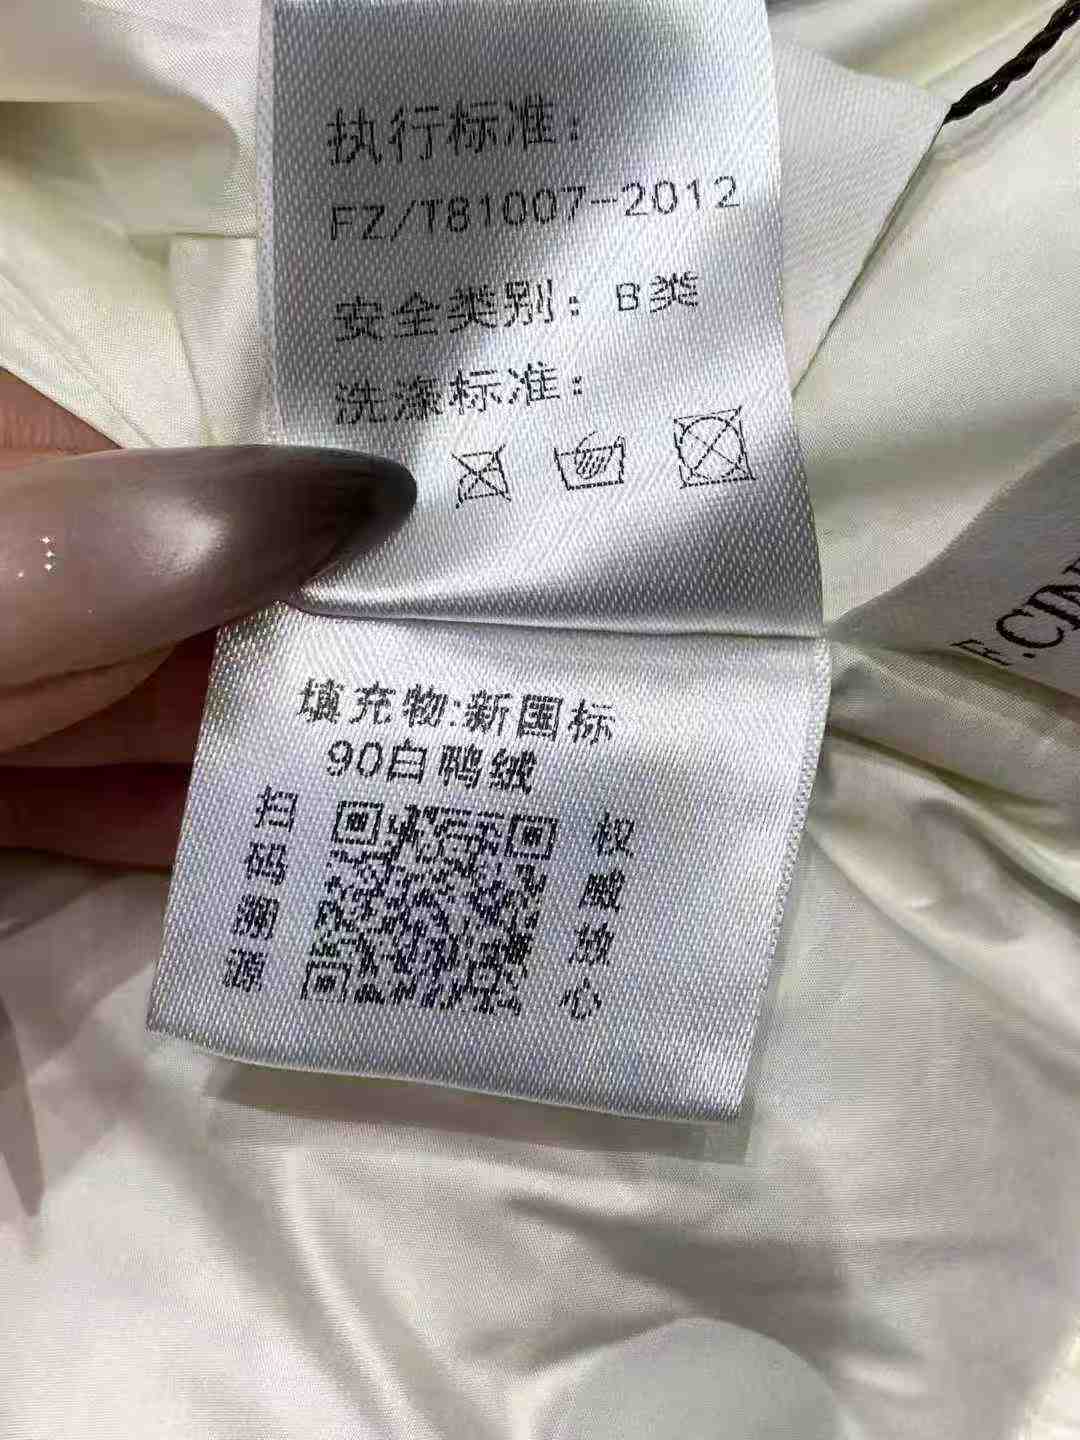 执行标准:
FZ/T81007-2012
安全类别: B类
洗涤标准:
填充物:新国标
90白鸭绒
扫码溯源
权威放心
F.CIN